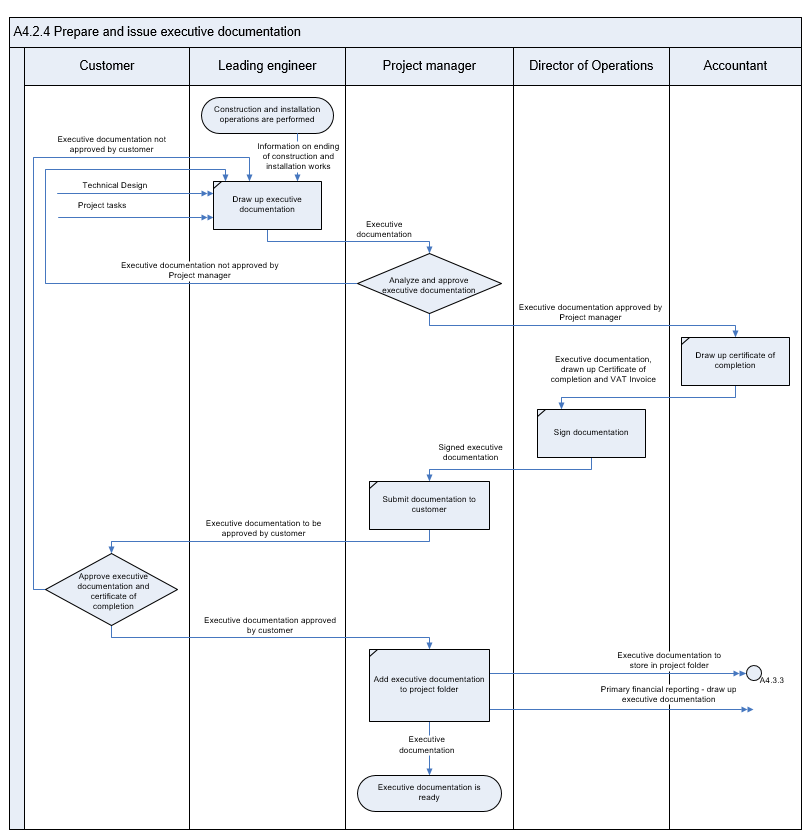 A4.2.4 Prepare and issue executive documentation
Customer
Leading engineer
Project manager
Director of Operations
Accountant
Construction and installation
operations are performed
Executive documentation not
approved by customer
Information on ending
of construction and
installation works
Technical Design
Project tasks
Draw up executive
documentation
Executive
documentation
Executive documentation not approved by
Project manager
Analyze and approve
executive documentation
Executive documentation approved by
Project manager
Draw up certificate of
completion
Executive documentation,
drawn up Certificate of
completion and VAT Invoice
Sign documentation
Signed executive
documentation
Submit documentation to
customer
Executive documentation to be
approved by customer
Approve executive
documentation and
certificate of
completion
Executive documentation approved
by customer
Add executive documentation
to project folder
Executive documentation to
store in project folder
A4.3.3
Primary financial reporting - draw up
executive documentation
Executive
documentation
Executive documentation is
ready